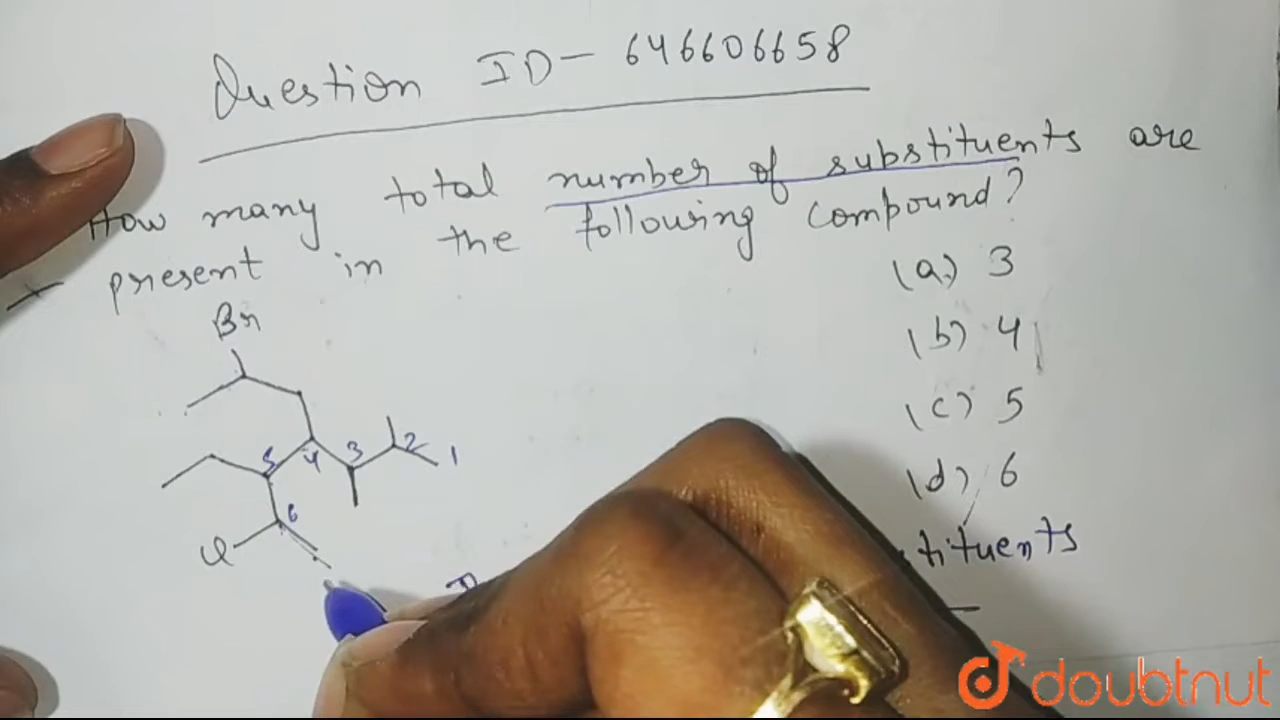 Question ID - 646606658
How many total number of substituents are
present in the following compound?
(a) 3
(b) 4
(c) 5
(d) 6
Br
5 4 3 2 1
6
Cl
tituents
doubtnut